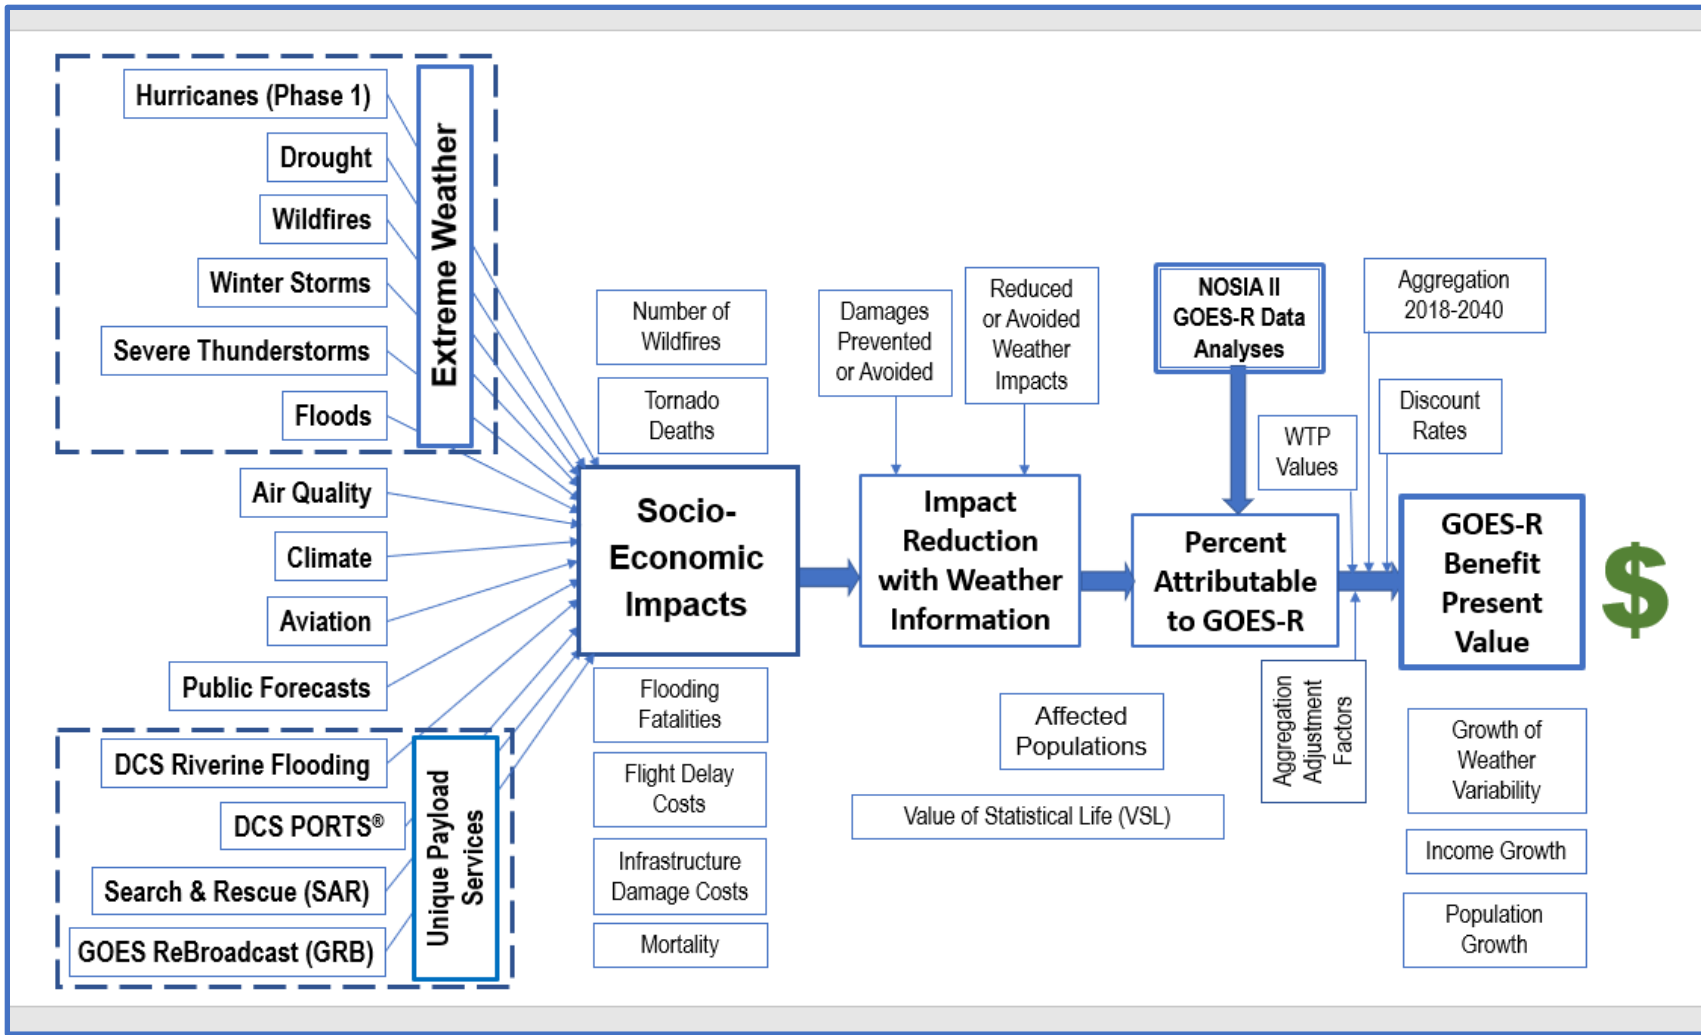 Hurricanes (Phase 1)
Drought
Wildfires
Winter Storms
Severe Thunderstorms
Floods
Extreme Weather
Air Quality
Climate
Aviation
Public Forecasts
DCS Riverine Flooding
DCS PORTS®
Search & Rescue (SAR)
GOES ReBroadcast (GRB)
Unique Payload
Services
Number of
Wildfires
Tornado
Deaths
Socio-
Economic
Impacts
Flooding
Fatalities
Flight Delay
Costs
Infrastructure
Damage Costs
Mortality
Damages
Prevented
or Avoided
Reduced
or Avoided
Weather
Impacts
Impact
Reduction
with Weather
Information
Affected
Populations
Value of Statistical Life (VSL)
NOSIA II
GOES-R Data
Analyses
Percent
Attributable
to GOES-R
WTP
Values
Aggregation
2018-2040
Discount
Rates
Aggregation
Adjustment
Factors
GOES-R
Benefit
Present
Value
$
Growth of
Weather
Variability
Income Growth
Population
Growth